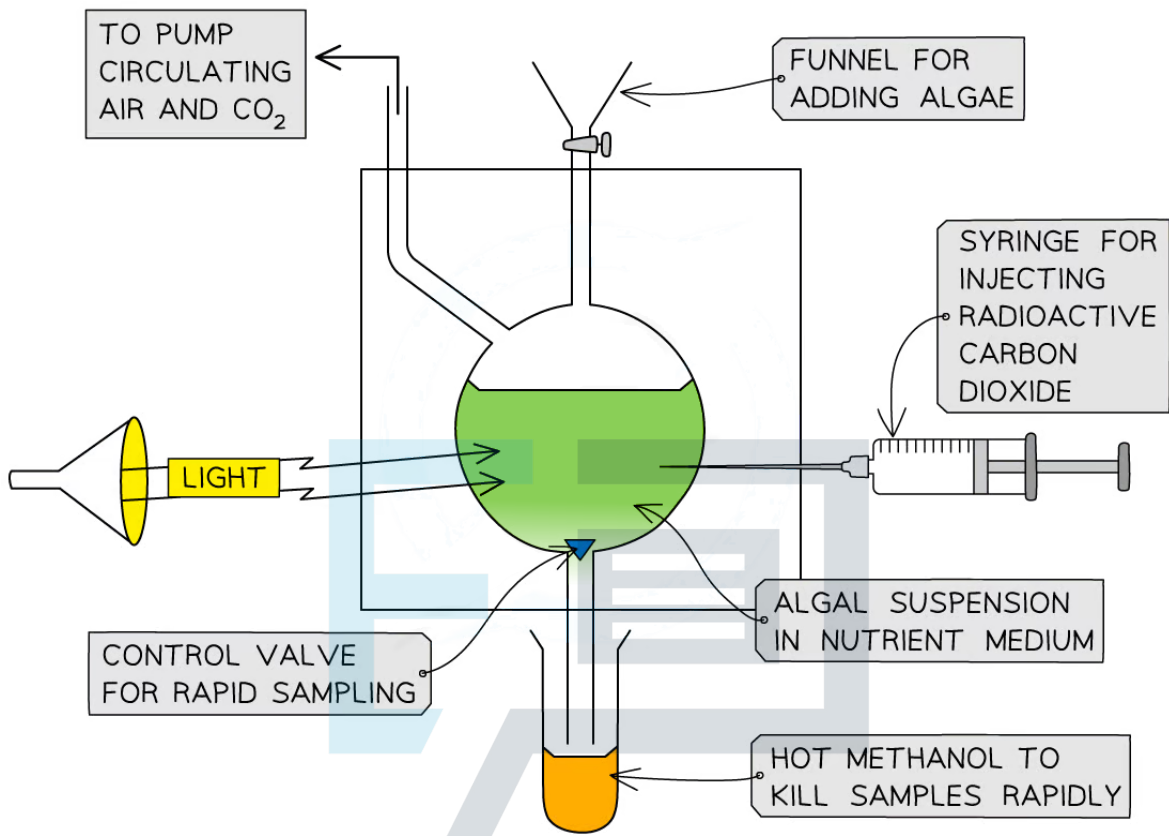 TO PUMP
CIRCULATING
AIR AND CO₂
FUNNEL FOR
ADDING ALGAE
SYRINGE FOR
INJECTING
RADIOACTIVE
CARBON
DIOXIDE
LIGHT
ALGAL SUSPENSION
IN NUTRIENT MEDIUM
CONTROL VALVE
FOR RAPID SAMPLING
HOT METHANOL TO
KILL SAMPLES RAPIDLY